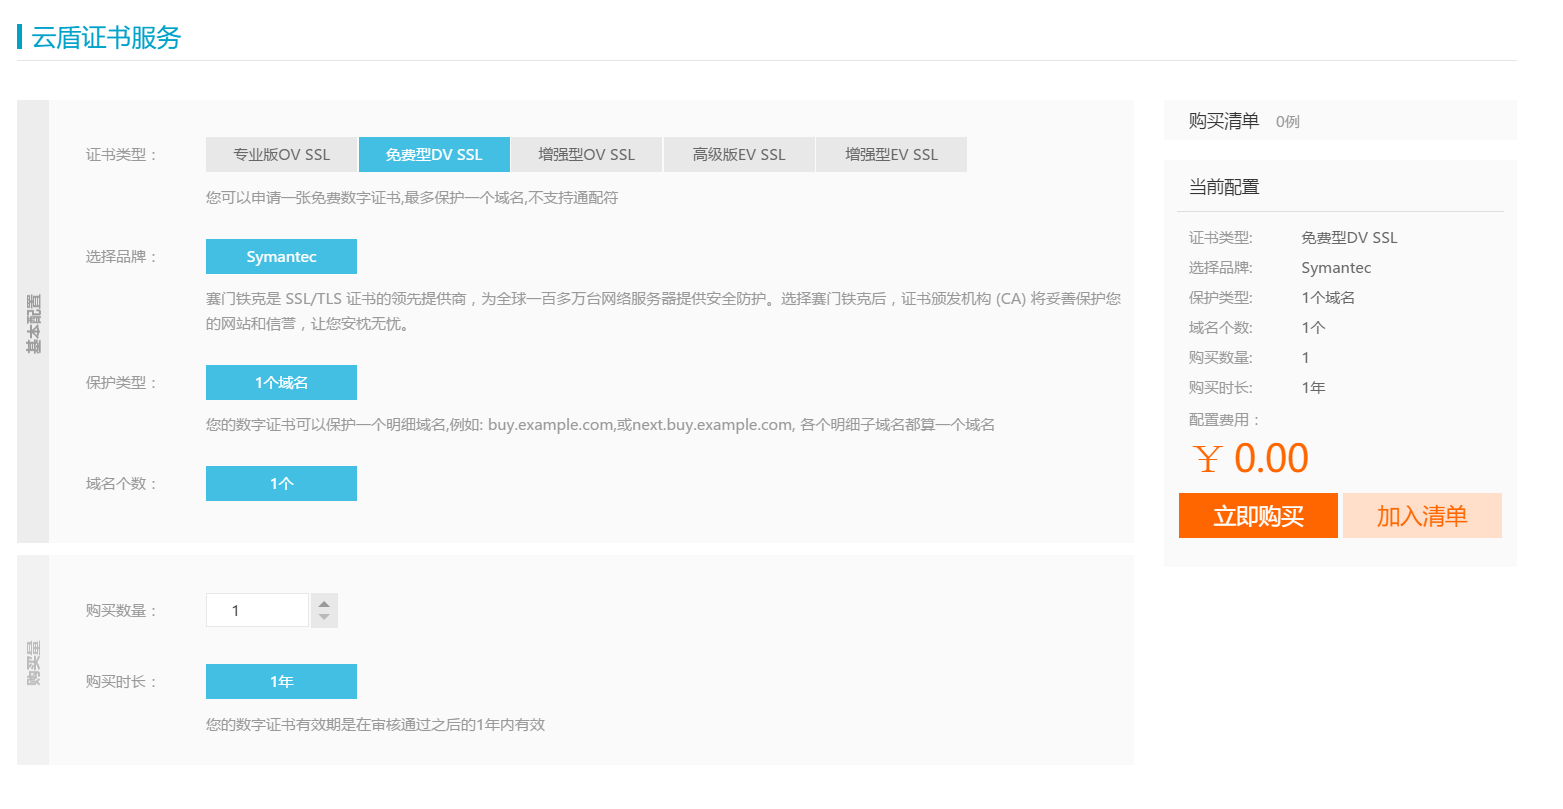 云盾证书服务
基本配置
证书类型：
专业版OV SSL
免费型DV SSL
增强型OV SSL
高级版EV SSL
增强型EV SSL
您可以申请一张免费数字证书,最多保护一个域名,不支持通配符
选择品牌：
Symantec
赛门铁克是 SSL/TLS 证书的领先提供商，为全球一百多万台网络服务器提供安全防护。选择赛门铁克后，证书颁发机构 (CA) 将妥善保护您
的网站和信誉，让您安枕无忧。
保护类型：
1个域名
您的数字证书可以保护一个明细域名,例如: buy.example.com,或next.buy.example.com, 各个明细子域名都算一个域名
域名个数：
1个
购买量
购买数量：
1
购买时长：
1年
您的数字证书有效期是在审核通过之后的1年内有效
购买清单 0例
当前配置
证书类型: 免费型DV SSL
选择品牌: Symantec
保护类型: 1个域名
域名个数: 1个
购买数量: 1
购买时长: 1年
配置费用：
￥ 0.00
立即购买
加入清单